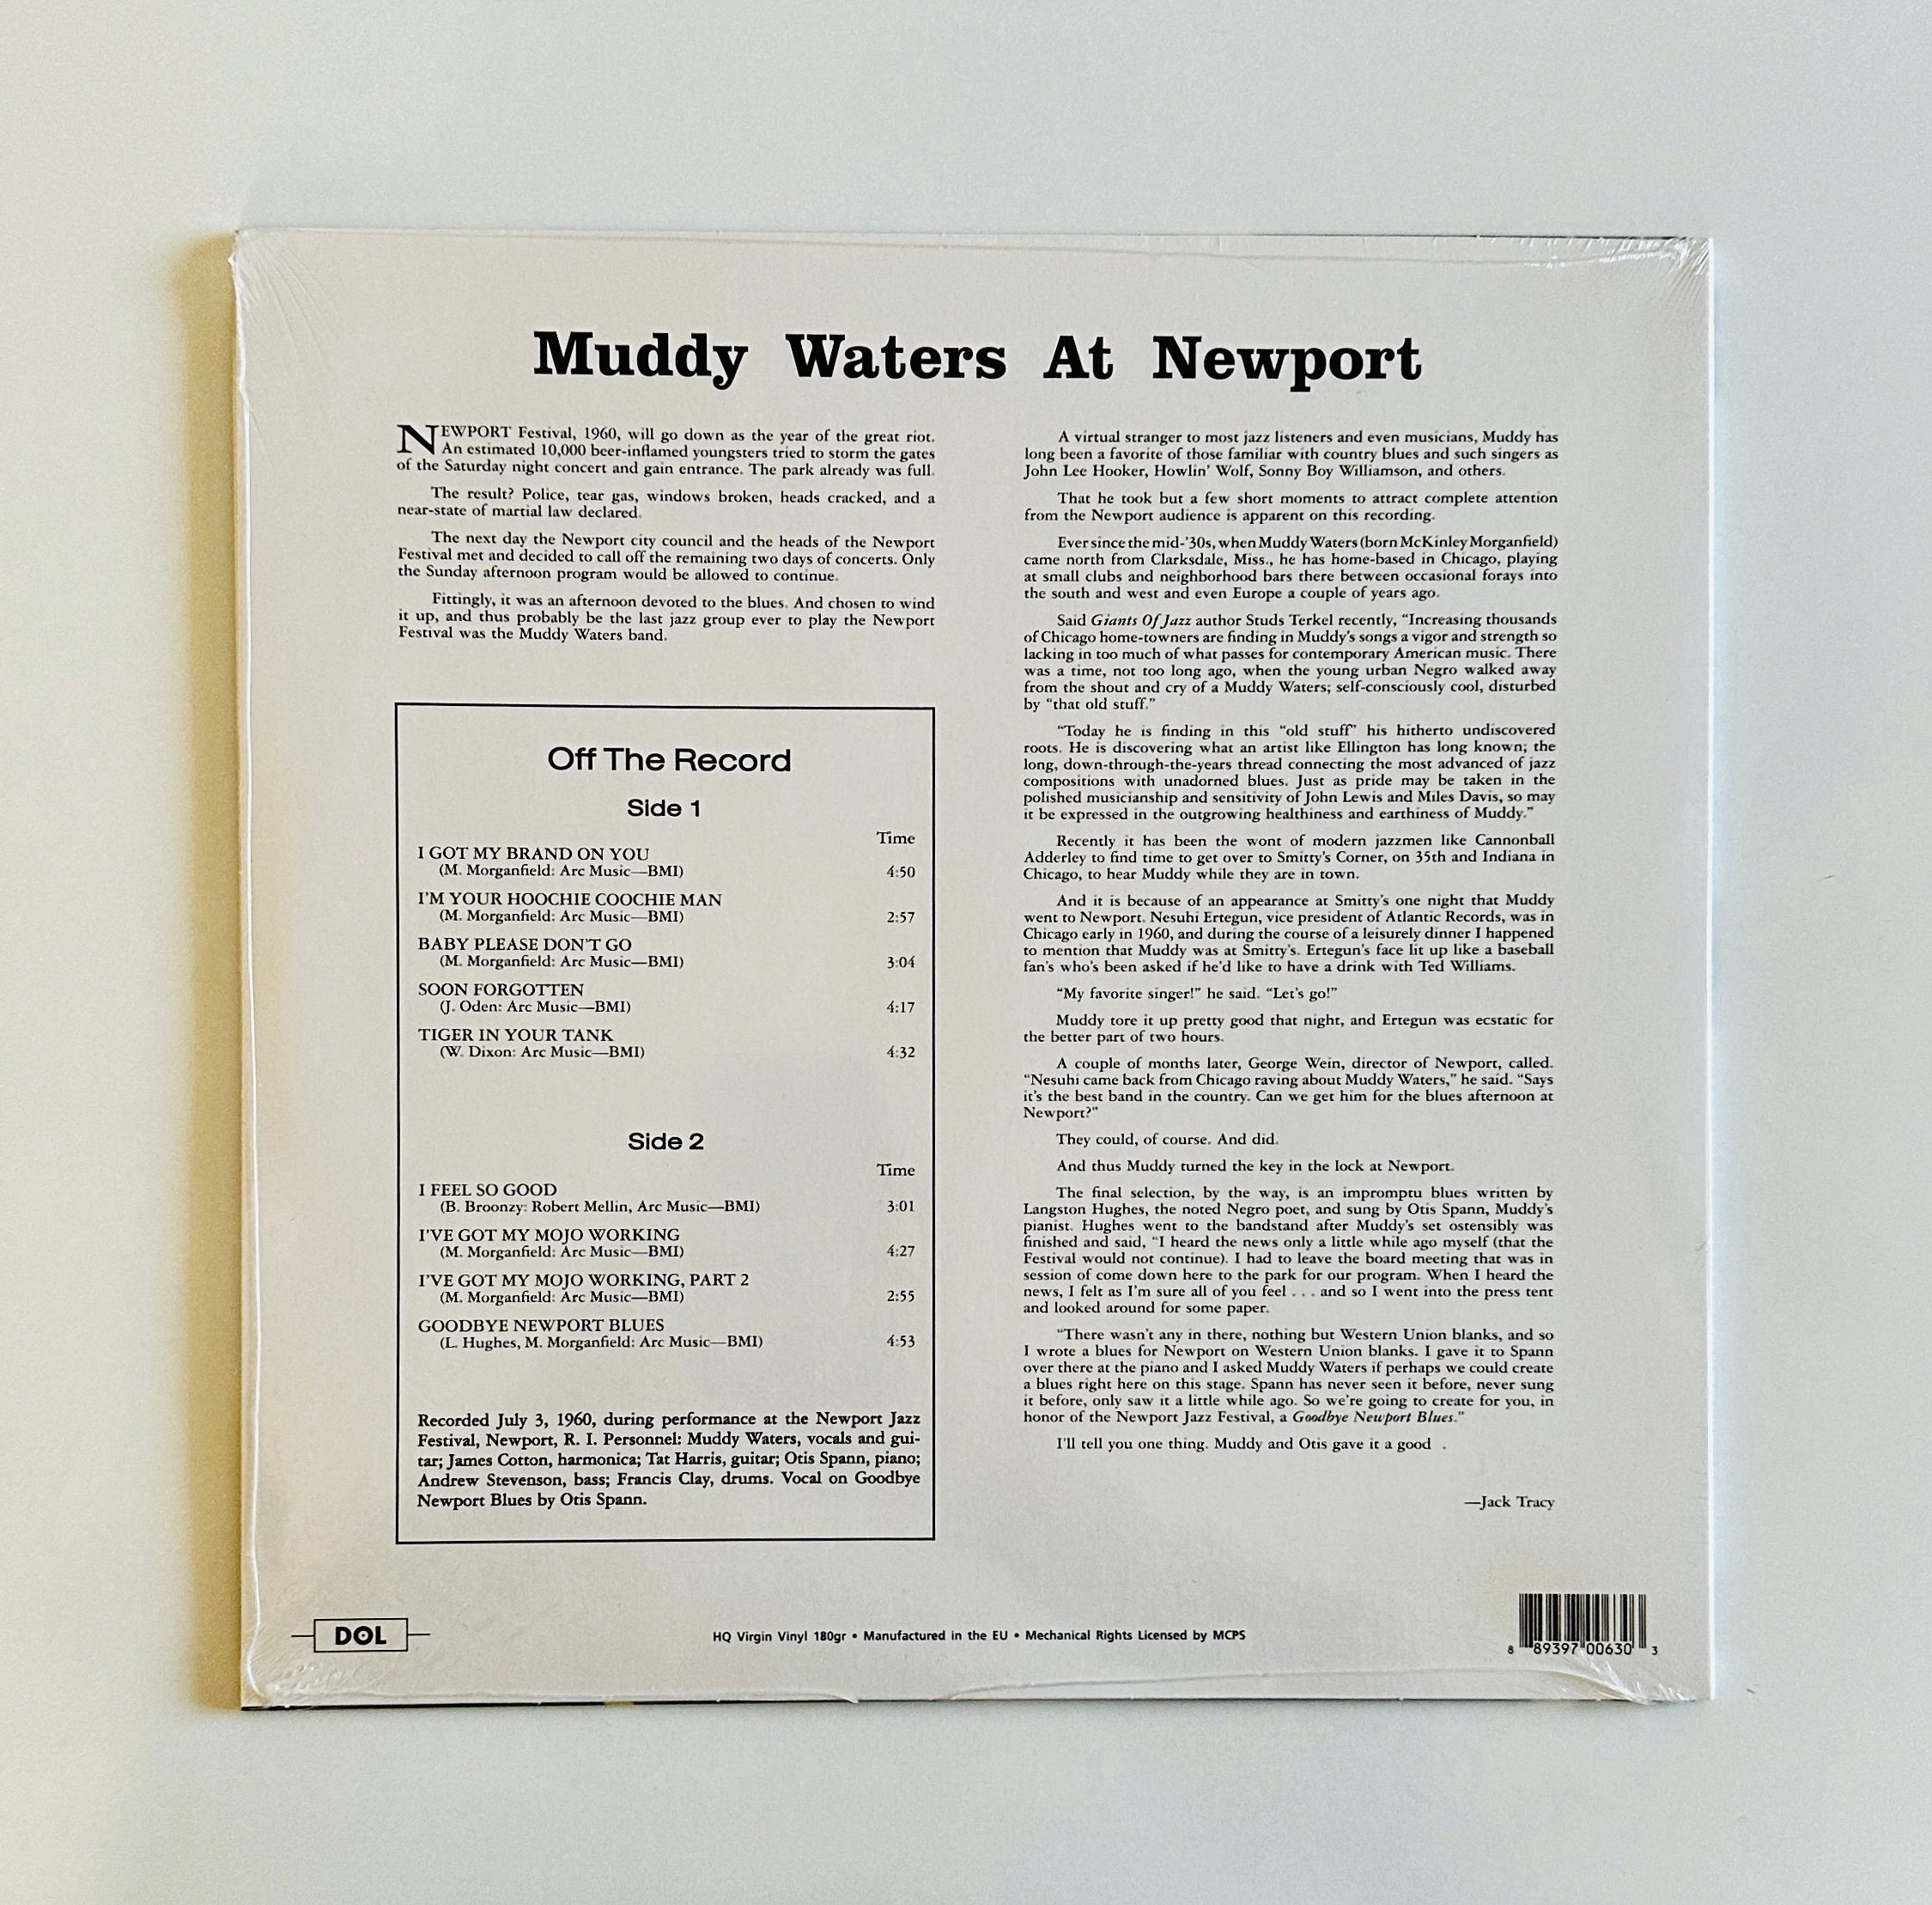 Muddy Waters At Newport
NEWPORT Festival, 1960, will go down as the year of the great riot.
An estimated 10,000 beer-inflamed youngsters tried to storm the gates
of the Saturday night concert and gain entrance. The park already was full.
The result? Police, tear gas, windows broken, heads cracked, and a
near-state of martial law declared.
The next day the Newport city council and the heads of the Newport
Festival met and decided to call off the remaining two days of concerts. Only
the Sunday afternoon program would be allowed to continue.
Fittingly, it was an afternoon devoted to the blues. And chosen to wind
it up, and thus probably be the last jazz group ever to play the Newport
Festival was the Muddy Waters band.
Off The Record
Side 1
Time
I GOT MY BRAND ON YOU
(M. Morganfield: Arc Music—BMI) 4:50
I'M YOUR HOOCHIE COOCHIE MAN
(M. Morganfield: Arc Music—BMI) 2:57
BABY PLEASE DON'T GO
(M. Morganfield: Arc Music—BMI) 3:04
SOON FORGOTTEN
(J. Oden: Arc Music—BMI) 4:17
TIGER IN YOUR TANK
(W. Dixon: Arc Music—BMI) 4:32
Side 2
Time
I FEEL SO GOOD
(B. Broonzy: Robert Mellin, Arc Music—BMI) 3:01
I'VE GOT MY MOJO WORKING
(M. Morganfield: Arc Music—BMI) 4:27
I'VE GOT MY MOJO WORKING, PART 2
(M. Morganfield: Arc Music—BMI) 2:55
GOODBYE NEWPORT BLUES
(L. Hughes, M. Morganfield: Arc Music—BMI) 4:53
Recorded July 3, 1960, during performance at the Newport Jazz
Festival, Newport, R. I. Personnel: Muddy Waters, vocals and gui-
tar; James Cotton, harmonica; Tat Harris, guitar; Otis Spann, piano;
Andrew Stevenson, bass; Francis Clay, drums. Vocal on Goodbye
Newport Blues by Otis Spann.
A virtual stranger to most jazz listeners and even musicians, Muddy has
long been a favorite of those familiar with country blues and such singers as
John Lee Hooker, Howlin' Wolf, Sonny Boy Williamson, and others.
That he took but a few short moments to attract complete attention
from the Newport audience is apparent on this recording.
Ever since the mid-'30s, when Muddy Waters (born McKinley Morganfield)
came north from Clarksdale, Miss., he has home-based in Chicago, playing
at small clubs and neighborhood bars there between occasional forays into
the south and west and even Europe a couple of years ago.
Said Giants Of Jazz author Studs Terkel recently, “Increasing thousands
of Chicago home-towners are finding in Muddy's songs a vigor and strength so
lacking in too much of what passes for contemporary American music. There
was a time, not too long ago, when the young urban Negro walked away
from the shout and cry of a Muddy Waters; self-consciously cool, disturbed
by “that old stuff.”
“Today he is finding in this “old stuff” his hitherto undiscovered
roots. He is discovering what an artist like Ellington has long known; the
long, down-through-the-years thread connecting the most advanced of jazz
compositions with unadorned blues. Just as pride may be taken in the
polished musicianship and sensitivity of John Lewis and Miles Davis, so may
it be expressed in the outgrowing healthiness and earthiness of Muddy.”
Recently it has been the wont of modern jazzmen like Cannonball
Adderley to find time to get over to Smitty's Corner, on 35th and Indiana in
Chicago, to hear Muddy while they are in town.
And it is because of an appearance at Smitty's one night that Muddy
went to Newport. Nesuhi Ertegun, vice president of Atlantic Records, was in
Chicago early in 1960, and during the course of a leisurely dinner I happened
to mention that Muddy was at Smitty's. Ertegun's face lit up like a baseball
fan's who's been asked if he'd like to have a drink with Ted Williams.
“My favorite singer!” he said. “Let's go!”
Muddy tore it up pretty good that night, and Ertegun was ecstatic for
the better part of two hours.
A couple of months later, George Wein, director of Newport, called.
“Nesuhi came back from Chicago raving about Muddy Waters,” he said. “Says
it's the best band in the country. Can we get him for the blues afternoon at
Newport?”
They could, of course. And did.
And thus Muddy turned the key in the lock at Newport.
The final selection, by the way, is an impromptu blues written by
Langston Hughes, the noted Negro poet, and sung by Otis Spann, Muddy's
pianist. Hughes went to the bandstand after Muddy's set ostensibly was
finished and said, “I heard the news only a little while ago myself (that the
Festival would not continue). I had to leave the board meeting that was in
session of come down here to the park for our program. When I heard the
news, I felt as I'm sure all of you feel . . . and so I went into the press tent
and looked around for some paper.
“There wasn't any in there, nothing but Western Union blanks, and so
I wrote a blues for Newport on Western Union blanks. I gave it to Spann
over there at the piano and I asked Muddy Waters if perhaps we could create
a blues right here on this stage. Spann has never seen it before, never sung
it before, only saw it a little while ago. So we're going to create for you, in
honor of the Newport Jazz Festival, a Goodbye Newport Blues.”
I'll tell you one thing. Muddy and Otis gave it a good .
—Jack Tracy
DOL
HQ Virgin Vinyl 180gr • Manufactured in the EU • Mechanical Rights Licensed by MCPS
8 89397 00630 3